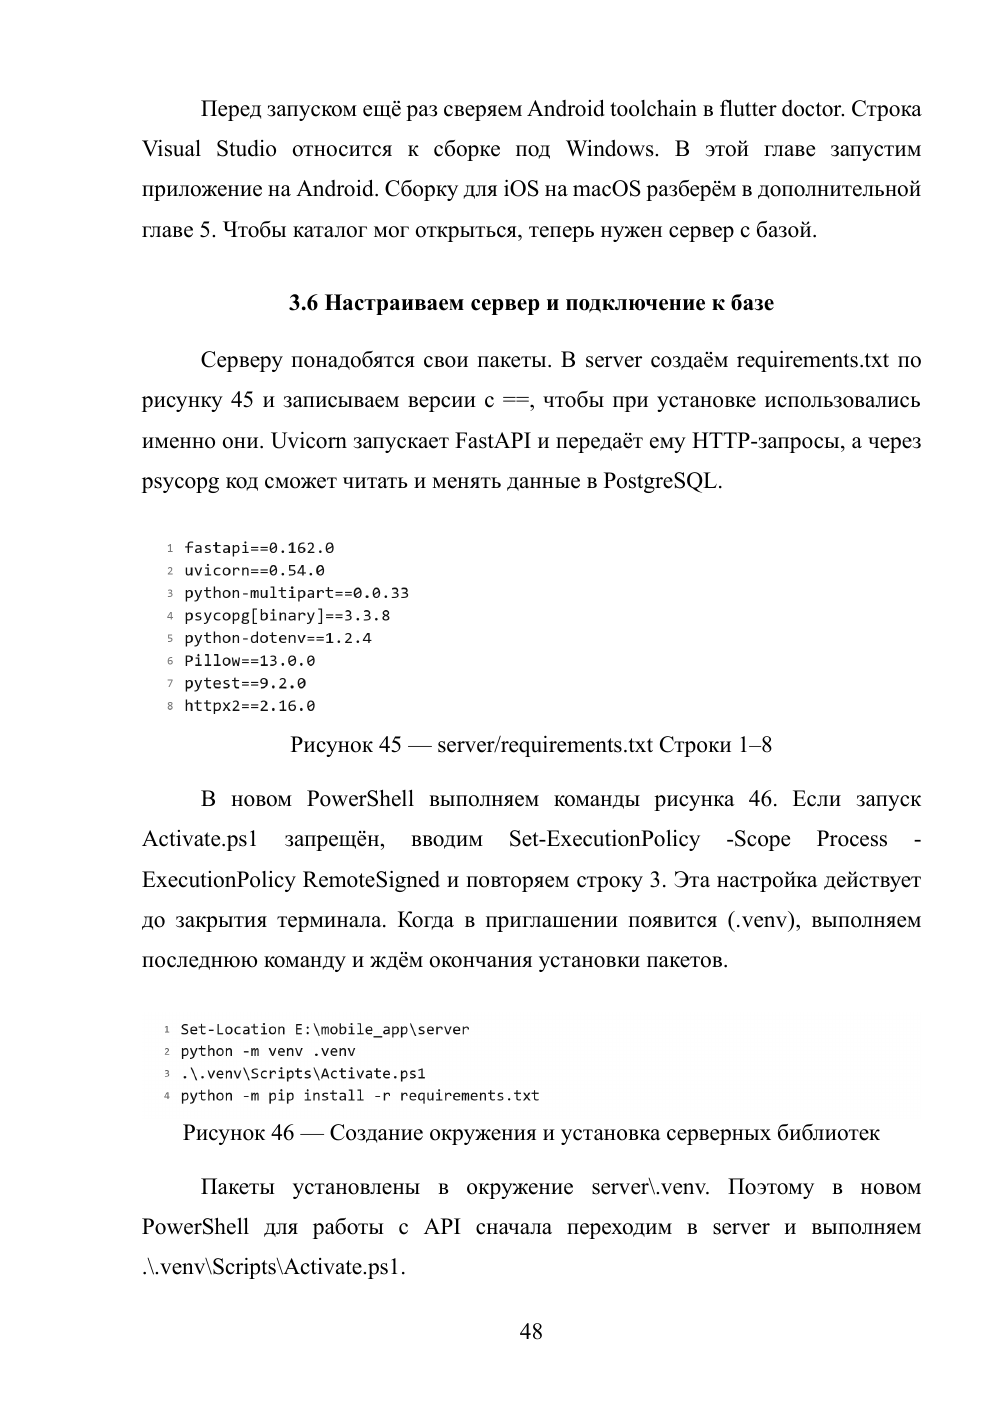 Перед запуском ещё раз сверяем Android toolchain в flutter doctor. Строка
Visual Studio относится к сборке под Windows. В этой главе запустим
приложение на Android. Сборку для iOS на macOS разберём в дополнительной
главе 5. Чтобы каталог мог открыться, теперь нужен сервер с базой.
3.6 Настраиваем сервер и подключение к базе
Серверу понадобятся свои пакеты. В server создаём requirements.txt по
рисунку 45 и записываем версии с ==, чтобы при установке использовались
именно они. Uvicorn запускает FastAPI и передаёт ему HTTP-запросы, а через
psycopg код сможет читать и менять данные в PostgreSQL.
1 fastapi==0.162.0
2 uvicorn==0.54.0
3 python-multipart==0.0.33
4 psycopg[binary]==3.3.8
5 python-dotenv==1.2.4
6 Pillow==13.0.0
7 pytest==9.2.0
8 httpx2==2.16.0
Рисунок 45 — server/requirements.txt Строки 1–8
В новом PowerShell выполняем команды рисунка 46. Если запуск
Activate.ps1 запрещён, вводим Set-ExecutionPolicy -Scope Process -
ExecutionPolicy RemoteSigned и повторяем строку 3. Эта настройка действует
до закрытия терминала. Когда в приглашении появится (.venv), выполняем
последнюю команду и ждём окончания установки пакетов.
1 Set-Location E:\mobile_app\server
2 python -m venv .venv
3 .\.venv\Scripts\Activate.ps1
4 python -m pip install -r requirements.txt
Рисунок 46 — Создание окружения и установка серверных библиотек
Пакеты установлены в окружение server\.venv. Поэтому в новом
PowerShell для работы с API сначала переходим в server и выполняем
.\.venv\Scripts\Activate.ps1.
48